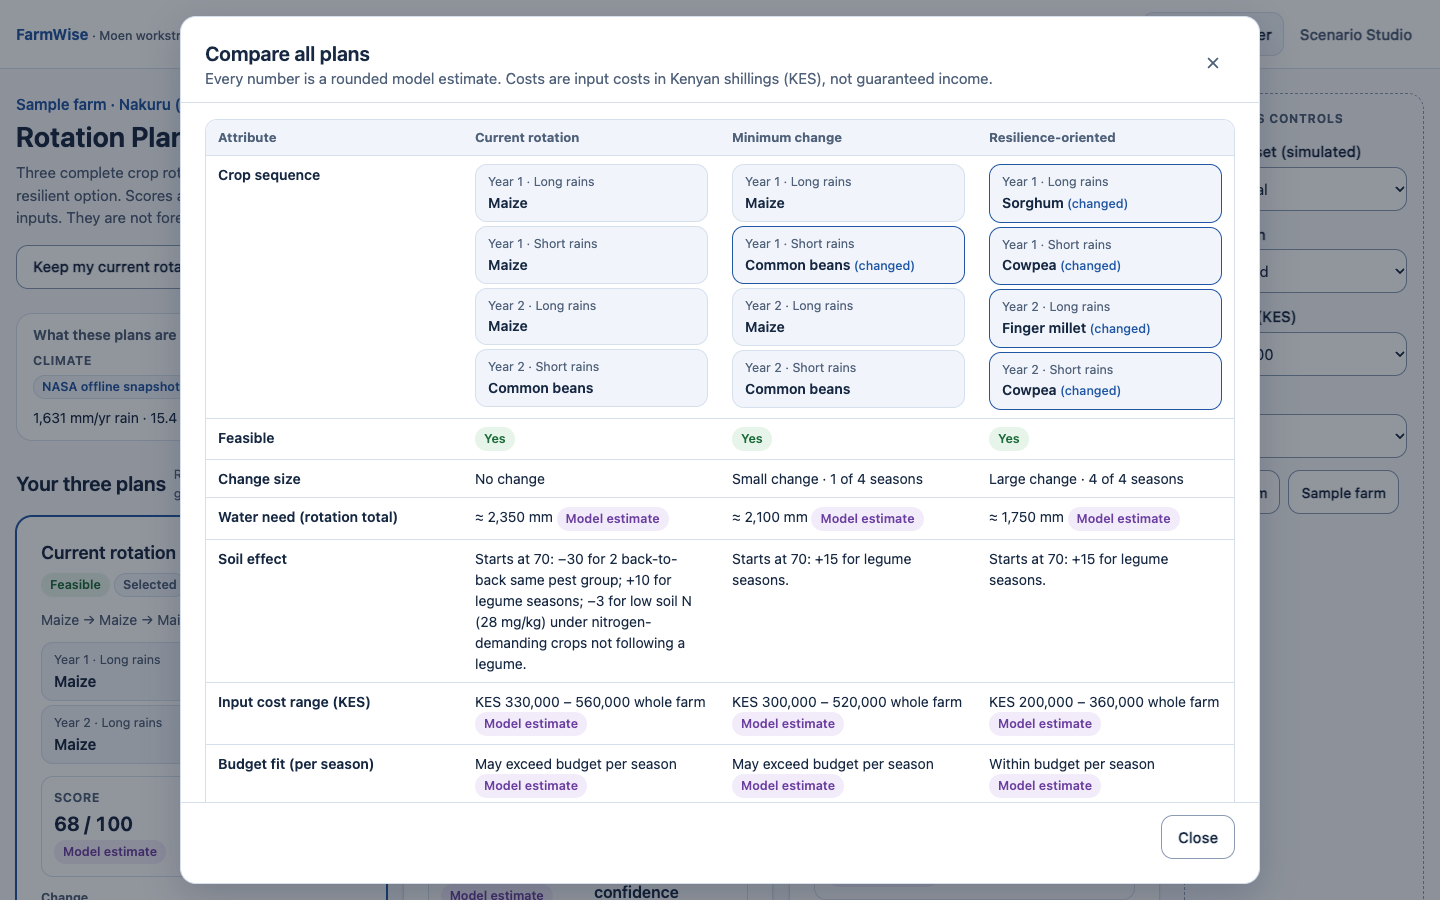 FarmWise · Moen workstr
er
Scenario Studio
Sample farm · Nakuru (
Rotation Plan
Three complete crop rot
resilient option. Scores a
inputs. They are not fore
Keep my current rota
What these plans are
CLIMATE
NASA offline snapshot
1,631 mm/yr rain · 15.4
Your three plans
Current rotation
Feasible
Selected
Maize → Maize → Mai
Year 1 · Long rains
Maize
Year 2 · Long rains
Maize
SCORE
68 / 100
Model estimate
Change
Compare all plans
Every number is a rounded model estimate. Costs are input costs in Kenyan shillings (KES), not guaranteed income.
×
Attribute Current rotation Minimum change Resilience-oriented
Crop sequence
Year 1 · Long rains
Maize
Year 1 · Short rains
Maize
Year 2 · Long rains
Maize
Year 2 · Short rains
Common beans
Year 1 · Long rains
Maize
Year 1 · Short rains
Common beans (changed)
Year 2 · Long rains
Maize
Year 2 · Short rains
Common beans
Year 1 · Long rains
Sorghum (changed)
Year 1 · Short rains
Cowpea (changed)
Year 2 · Long rains
Finger millet (changed)
Year 2 · Short rains
Cowpea (changed)
Feasible Yes Yes Yes
Change size No change Small change · 1 of 4 seasons Large change · 4 of 4 seasons
Water need (rotation total) ≈ 2,350 mm Model estimate ≈ 2,100 mm Model estimate ≈ 1,750 mm Model estimate
Soil effect
Starts at 70: −30 for 2 back-to-
back same pest group; +10 for
legume seasons; −3 for low soil N
(28 mg/kg) under nitrogen-
demanding crops not following a
legume.
Starts at 70: +15 for legume
seasons.
Starts at 70: +15 for legume
seasons.
Input cost range (KES) KES 330,000 – 560,000 whole farm KES 300,000 – 520,000 whole farm KES 200,000 – 360,000 whole farm
Model estimate Model estimate Model estimate
Budget fit (per season) May exceed budget per season May exceed budget per season Within budget per season
Model estimate Model estimate Model estimate
Close
S CONTROLS
set (simulated)
al
n
d
(KES)
00
m
Sample farm
Model estimate
confidence